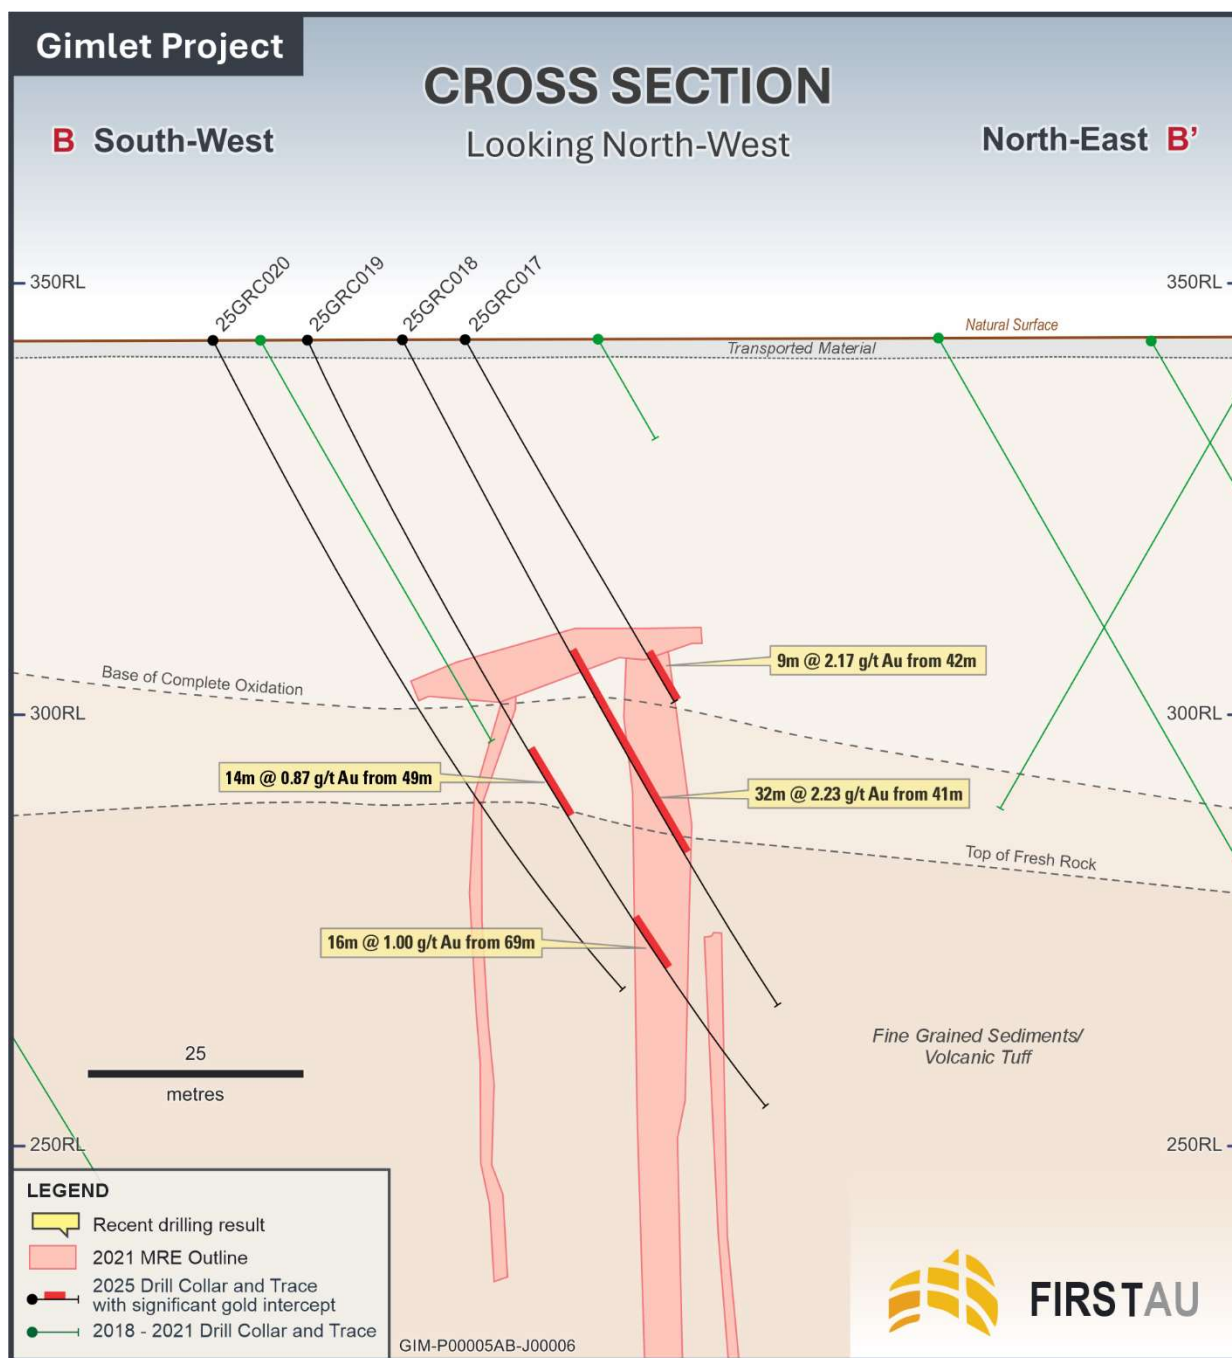 Gimlet Project
CROSS SECTION
Looking North-West
B South-West
North-East B’
350RL
350RL
25GRC020
25GRC019
25GRC018
25GRC017
Natural Surface
Transported Material
9m @ 2.17 g/t Au from 42m
Base of Complete Oxidation
300RL
300RL
14m @ 0.87 g/t Au from 49m
32m @ 2.23 g/t Au from 41m
Top of Fresh Rock
16m @ 1.00 g/t Au from 69m
Fine Grained Sediments/
Volcanic Tuff
25
metres
250RL
250RL
LEGEND
Recent drilling result
2021 MRE Outline
2025 Drill Collar and Trace
with significant gold intercept
2018 - 2021 Drill Collar and Trace
GIM-P00005AB-J00006
FIRSTAU